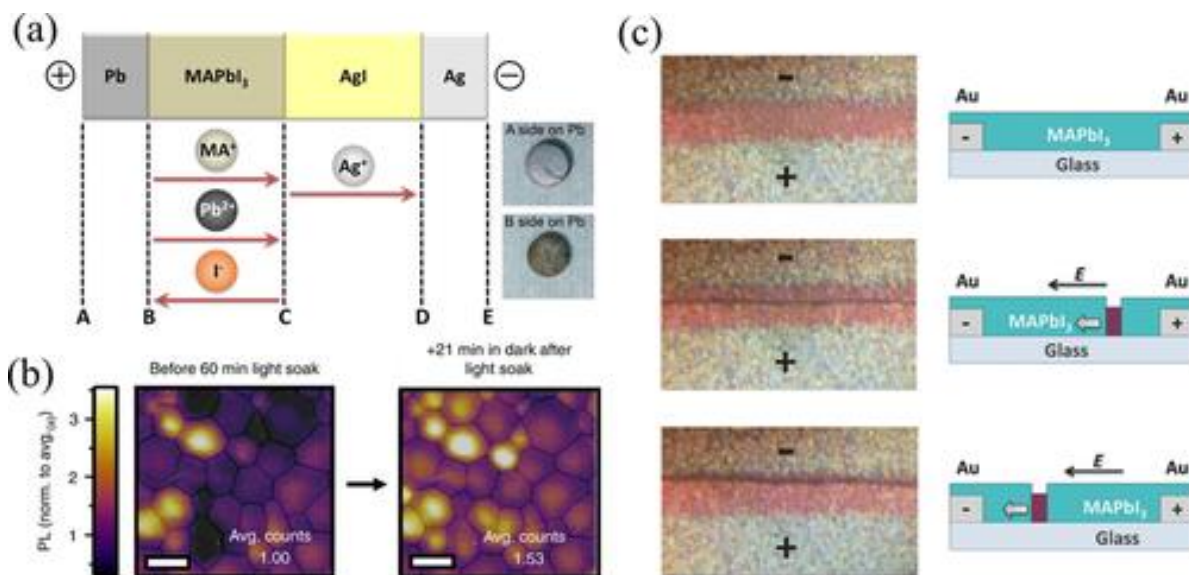 (a)
⊕ Pb MAPbI₃ AgI Ag ⊖
MA⁺
Ag⁺
Pb²⁺
I⁻
A B C D E
A side on Pb
B side on Pb
(b)
Before 60 min light soak
+21 min in dark after
light soak
PL (norm. to avg.(a))
3
2
1
Avg. counts
1.00
Avg. counts
1.53
(c)
-
+
Au Au
- MAPbI₃ +
Glass
-
+
E
Au Au
- MAPbI₃ +
Glass
-
+
E
Au Au
- MAPbI₃ +
Glass